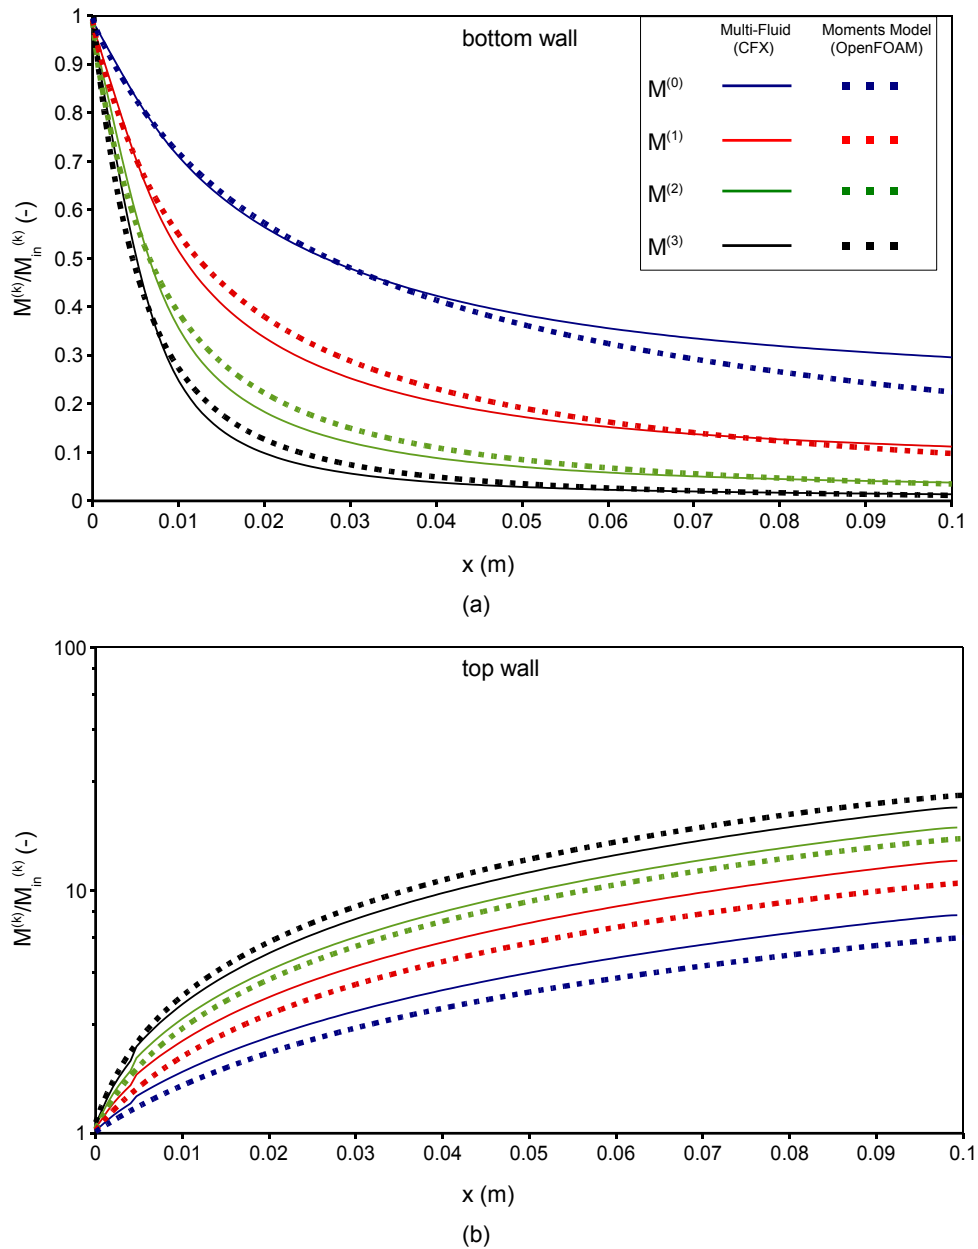 bottom wall
Multi-Fluid (CFX)
Moments Model (OpenFOAM)
M(0)
M(1)
M(2)
M(3)
M(k)/Min(k) (-)
1
0.9
0.8
0.7
0.6
0.5
0.4
0.3
0.2
0.1
0
0 0.01 0.02 0.03 0.04 0.05 0.06 0.07 0.08 0.09 0.1
x (m)
(a)
top wall
M(k)/Min(k) (-)
100
10
1
0 0.01 0.02 0.03 0.04 0.05 0.06 0.07 0.08 0.09 0.1
x (m)
(b)